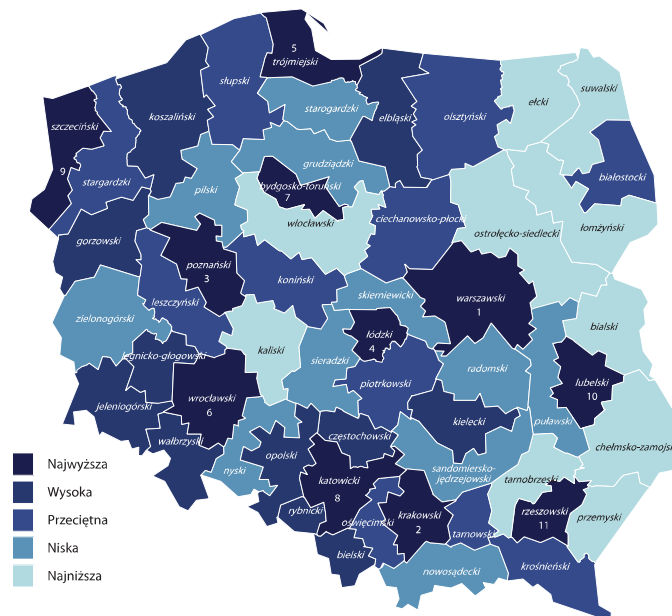 5
trójmiejski
słupski
ełcki
suwalski
koszaliński
starogardzki
elbląski
olsztyński
szczeciński
9
stargardzki
grudziądzki
białostocki
pilski
bydgosko-toruński
7
włocławski
ciechanowsko-płocki
ostrołęcko-siedlecki
łomżyński
gorzowski
poznański
3
koniński
leszczyński
skierniewicki
warszawski
1
zielonogórski
bialski
łódzki
4
legnicko-głogowski
kaliski
sieradzki
radomski
lubelski
10
piotrkowski
wrocławski
6
jeleniogórski
puławski
kielecki
wałbrzyski
częstochowski
chełmsko-zamojski
opolski
nyski
sandomiersko-
jędrzejowski
tarnobrzeski
katowicki
8
rybnicki
oświęcimski
krakowski
2
rzeszowski
11
przemyski
tarnowski
bielski
nowosądecki
krośnieński
Najwyższa
Wysoka
Przeciętna
Niska
Najniższa